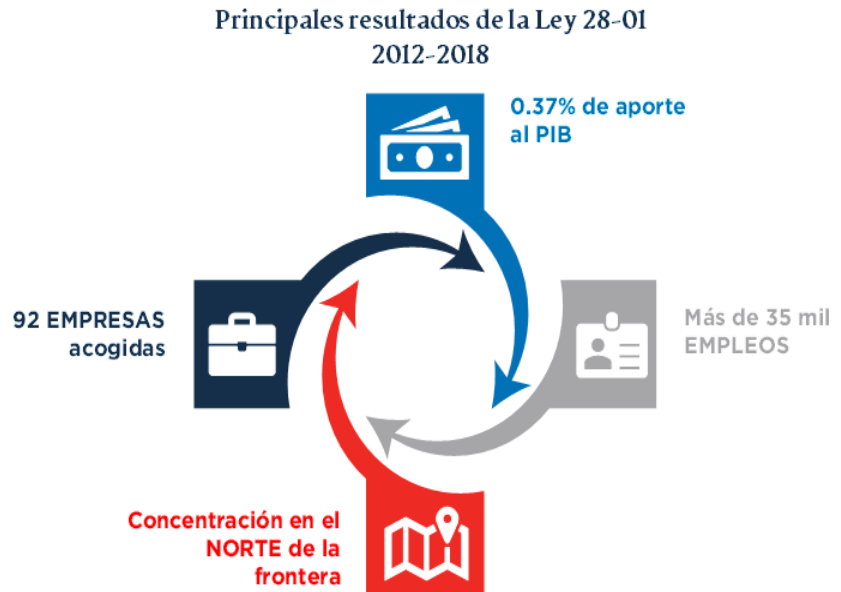 Principales resultados de la Ley 28-01
2012-2018
0.37% de aporte
al PIB
92 EMPRESAS
acogidas
Más de 35 mil
EMPLEOS
Concentración en el
NORTE de la
frontera